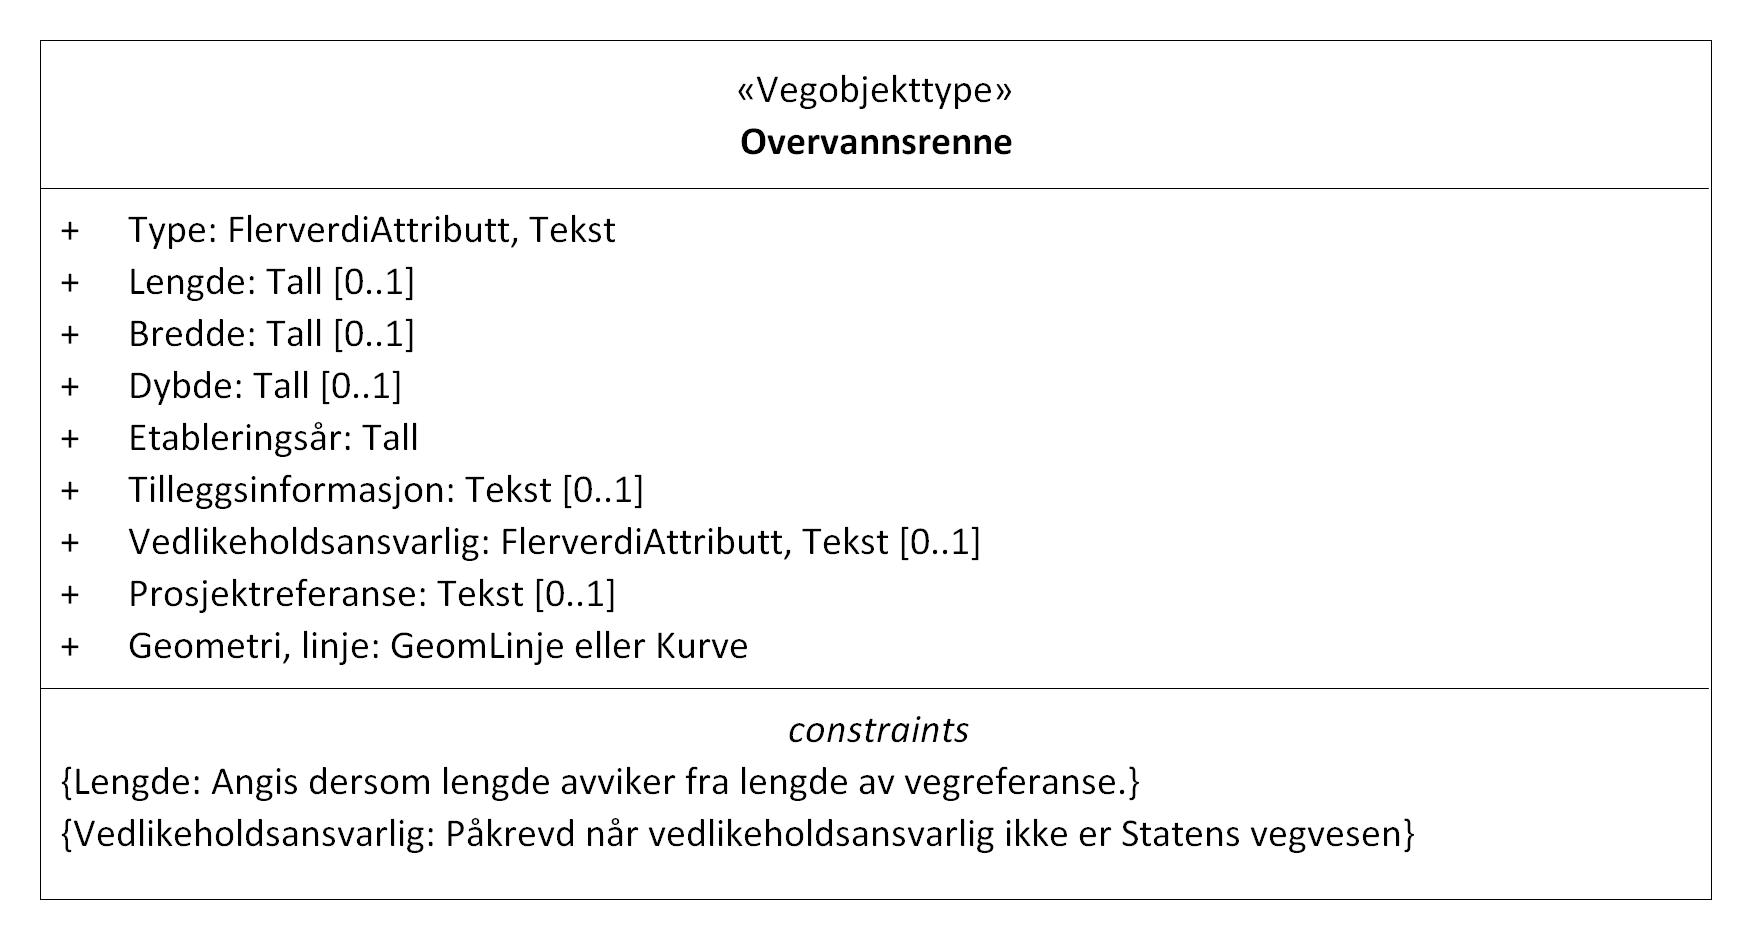 «Vegobjekttype»
Overvannsrenne
+ Type: FlerverdiAttributt, Tekst
+ Lengde: Tall [0..1]
+ Bredde: Tall [0..1]
+ Dybde: Tall [0..1]
+ Etableringsår: Tall
+ Tilleggsinformasjon: Tekst [0..1]
+ Vedlikeholdsansvarlig: FlerverdiAttributt, Tekst [0..1]
+ Prosjektreferanse: Tekst [0..1]
+ Geometri, linje: GeomLinje eller Kurve
constraints
{Lengde: Angis dersom lengde avviker fra lengde av vegreferanse.}
{Vedlikeholdsansvarlig: Påkrevd når vedlikeholdsansvarlig ikke er Statens vegvesen}